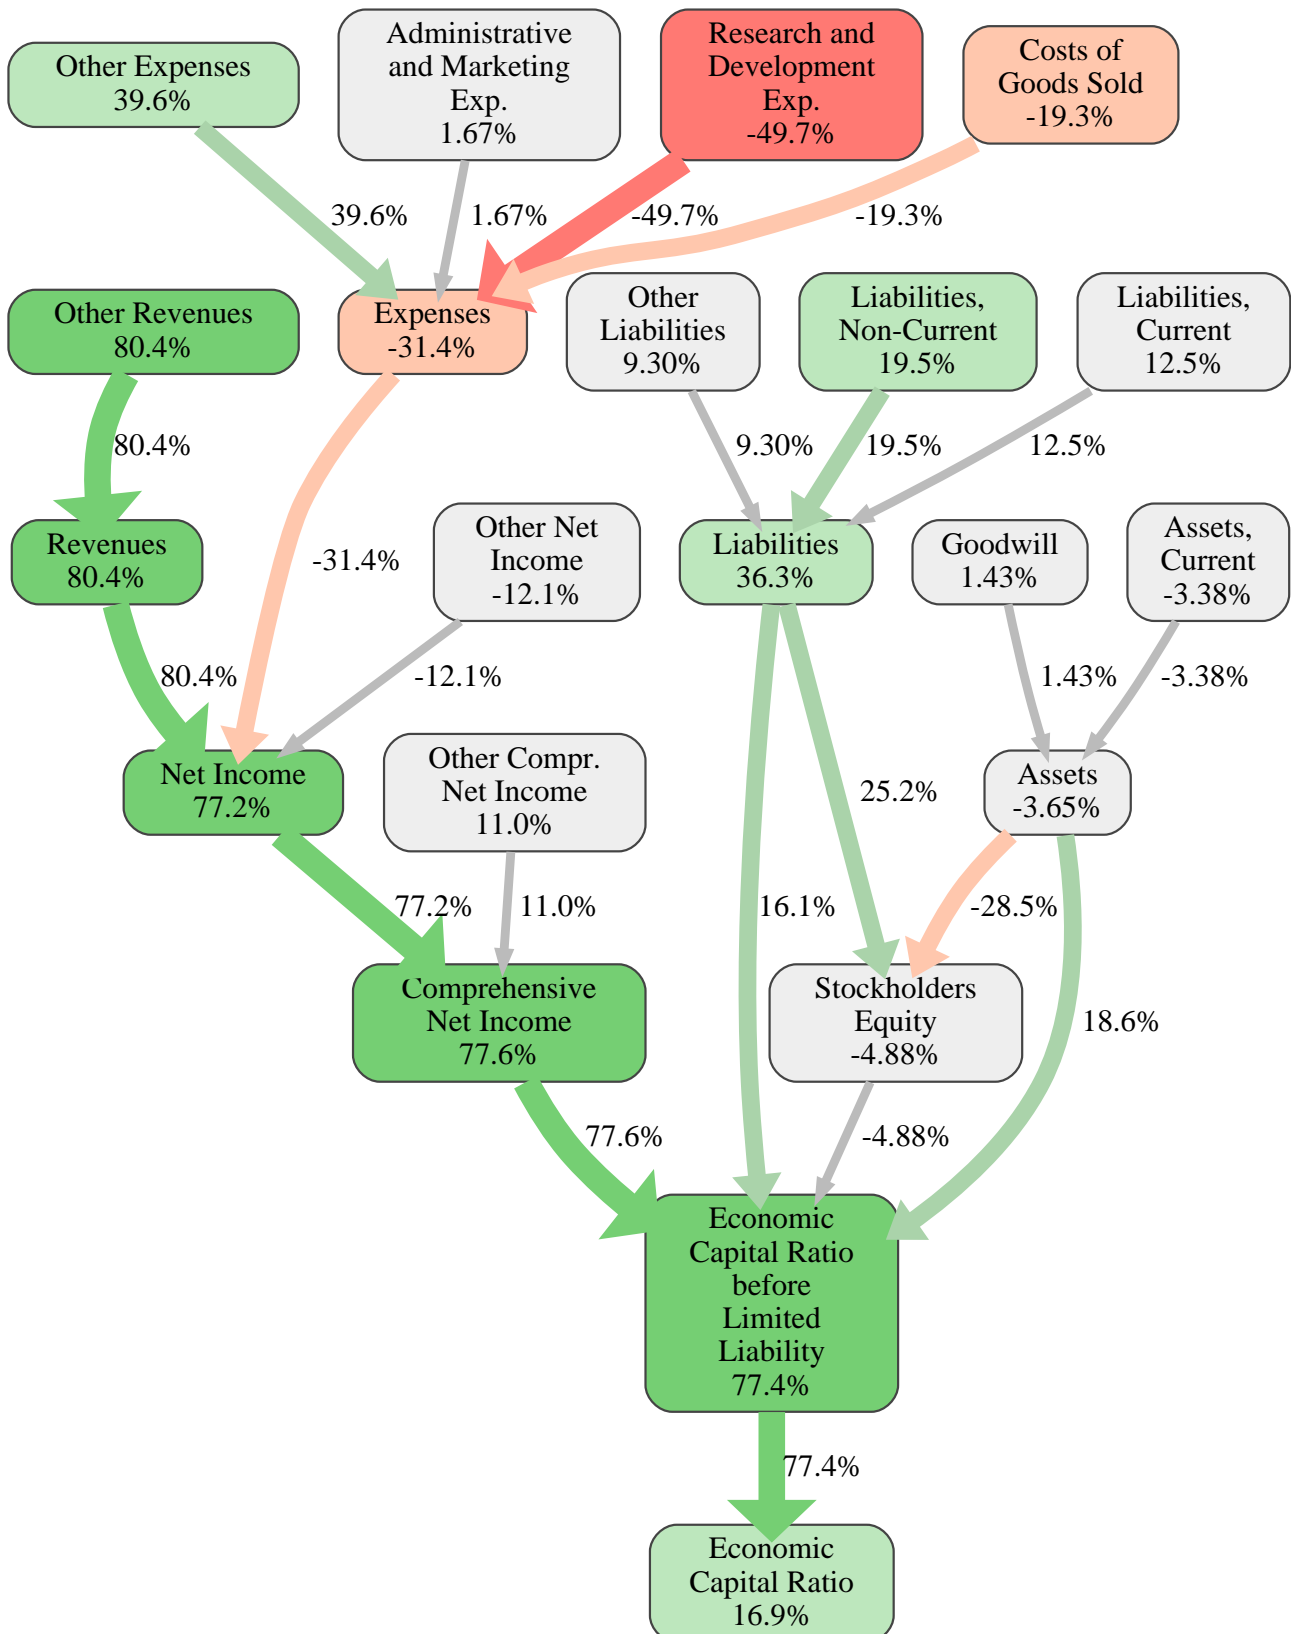 Other Expenses
39.6%
Administrative
and Marketing
Exp.
1.67%
Research and
Development
Exp.
-49.7%
Costs of
Goods Sold
-19.3%
39.6%
1.67%
-49.7%
-19.3%
Other Revenues
80.4%
Expenses
-31.4%
Other
Liabilities
9.30%
Liabilities,
Non-Current
19.5%
Liabilities,
Current
12.5%
80.4%
9.30%
19.5%
12.5%
Revenues
80.4%
-31.4%
Other Net
Income
-12.1%
Liabilities
36.3%
Goodwill
1.43%
Assets,
Current
-3.38%
80.4%
-12.1%
1.43%
-3.38%
Net Income
77.2%
Other Compr.
Net Income
11.0%
25.2%
Assets
-3.65%
77.2%
11.0%
16.1%
-28.5%
Comprehensive
Net Income
77.6%
Stockholders
Equity
-4.88%
18.6%
77.6%
-4.88%
Economic
Capital Ratio
before
Limited
Liability
77.4%
77.4%
Economic
Capital Ratio
16.9%